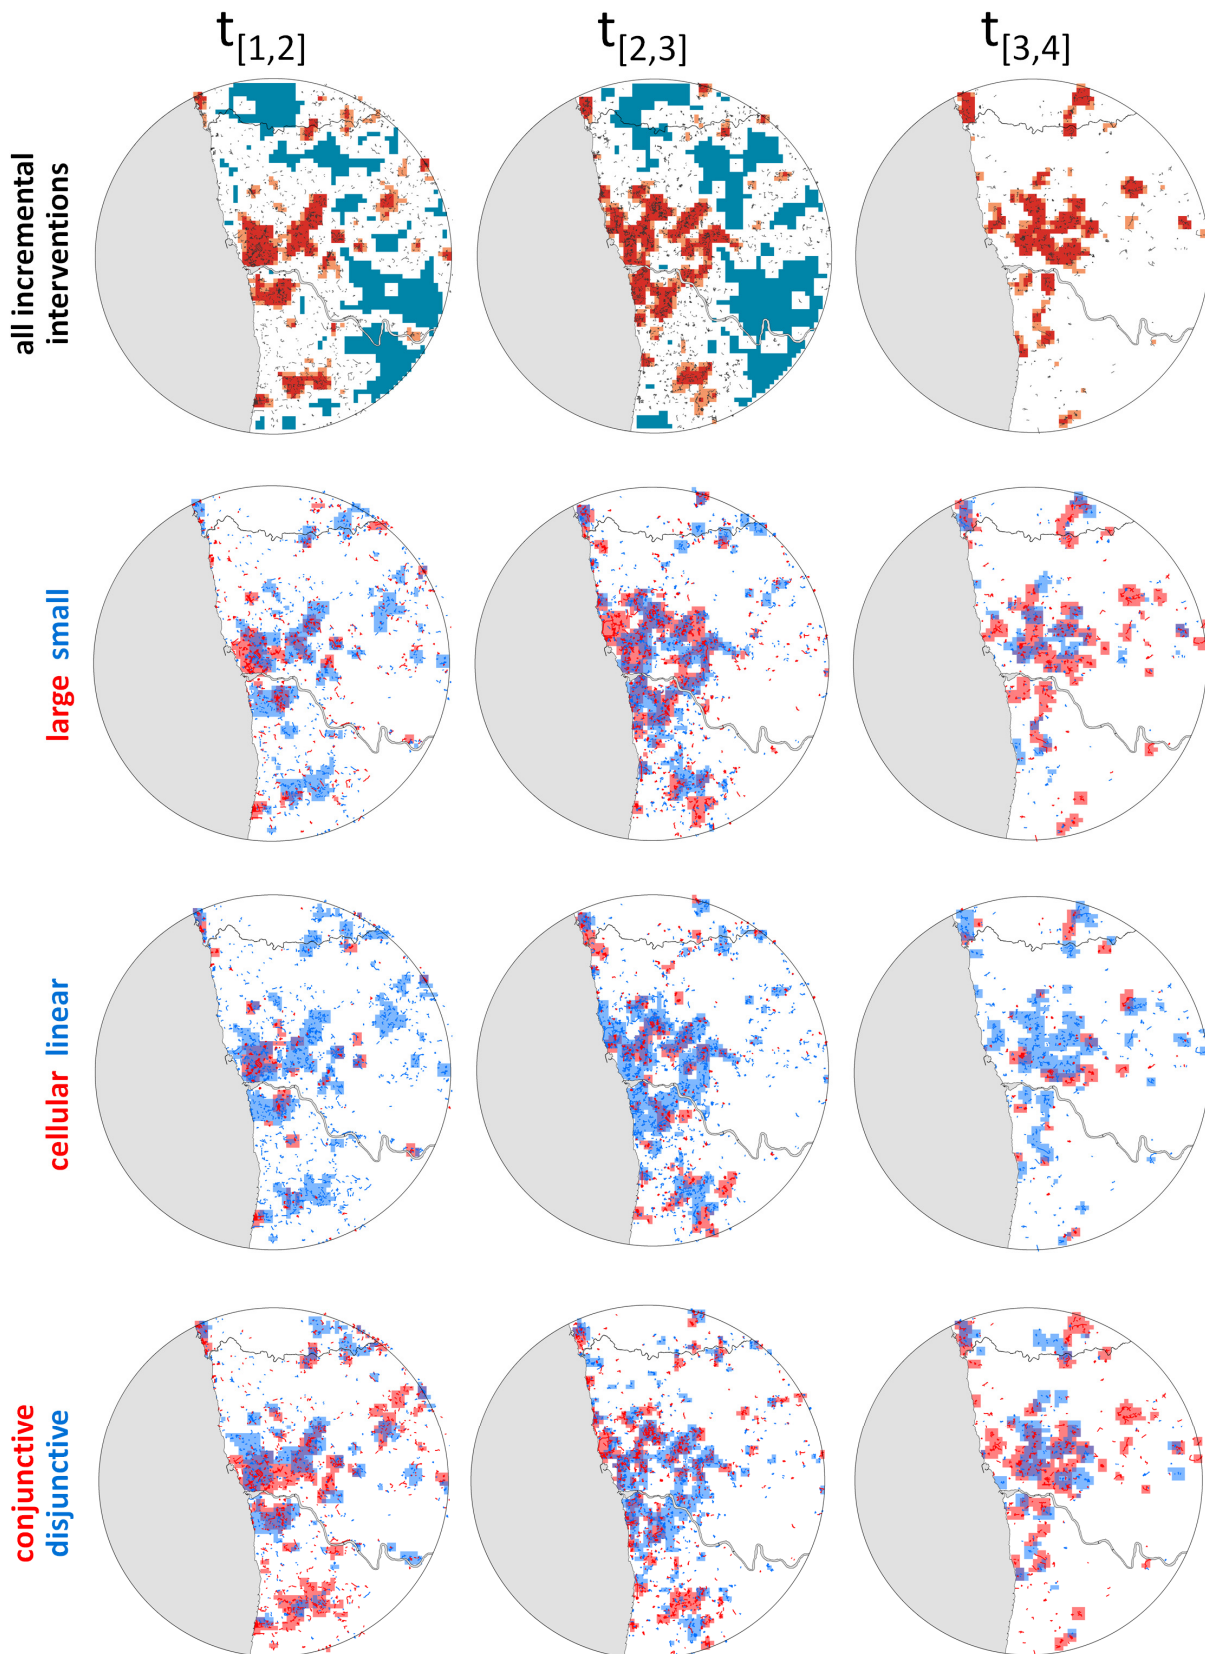 t[1,2]
t[2,3]
t[3,4]
all incremental
interventions
large small
cellular linear
conjunctive
disjunctive